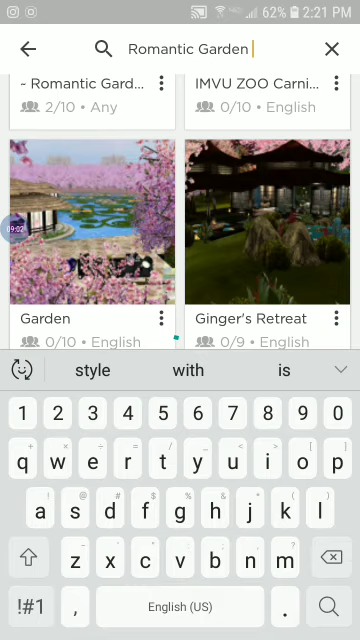 62% 2:21 PM
Romantic Garden
~ Romantic Gard... IMVU ZOO Carni...
2/10 • Any 0/10 • English
09:02
Garden Ginger's Retreat
0/10 • English 0/9 • English
style with is
1 2 3 4 5 6 7 8 9 0
+ × ÷ = / _ < > [ ]
q w e r t y u i o p
! @ # $ % ^ & * ( )
a s d f g h j k l
- ' " : ; , ?
z x c v b n m
!#1 , English (US) .